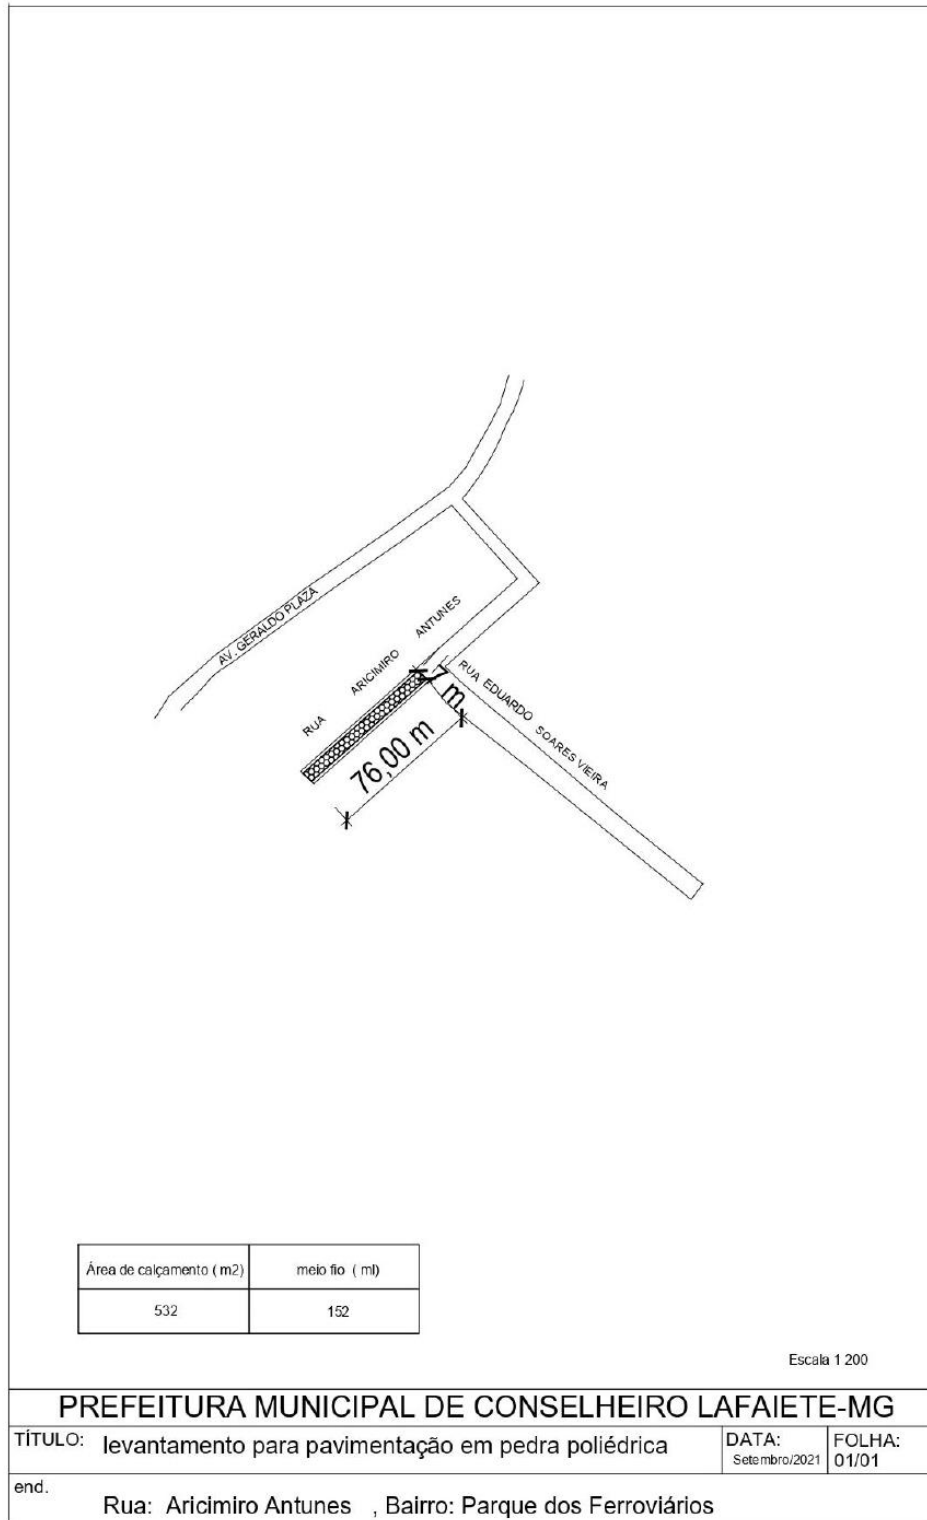 AV. GERALDO PLAZA
RUA ARICIMIRO ANTUNES
RUA EDUARDO SOARES VIEIRA
7 m
76,00 m
Área de calçamento ( m2) meio fio ( ml)
532 152
Escala 1 200
PREFEITURA MUNICIPAL DE CONSELHEIRO LAFAIETE-MG
TÍTULO: levantamento para pavimentação em pedra poliédrica
DATA: Setembro/2021
FOLHA: 01/01
end.
Rua: Aricimiro Antunes , Bairro: Parque dos Ferroviários